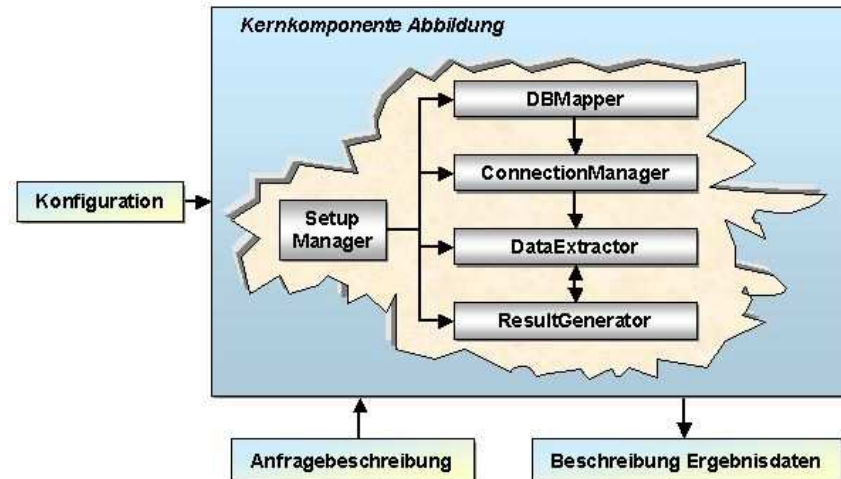 Kernkomponente Abbildung
DBMapper
ConnectionManager
Konfiguration
Setup
Manager
DataExtractor
ResultGenerator
Anfragebeschreibung
Beschreibung Ergebnisdaten